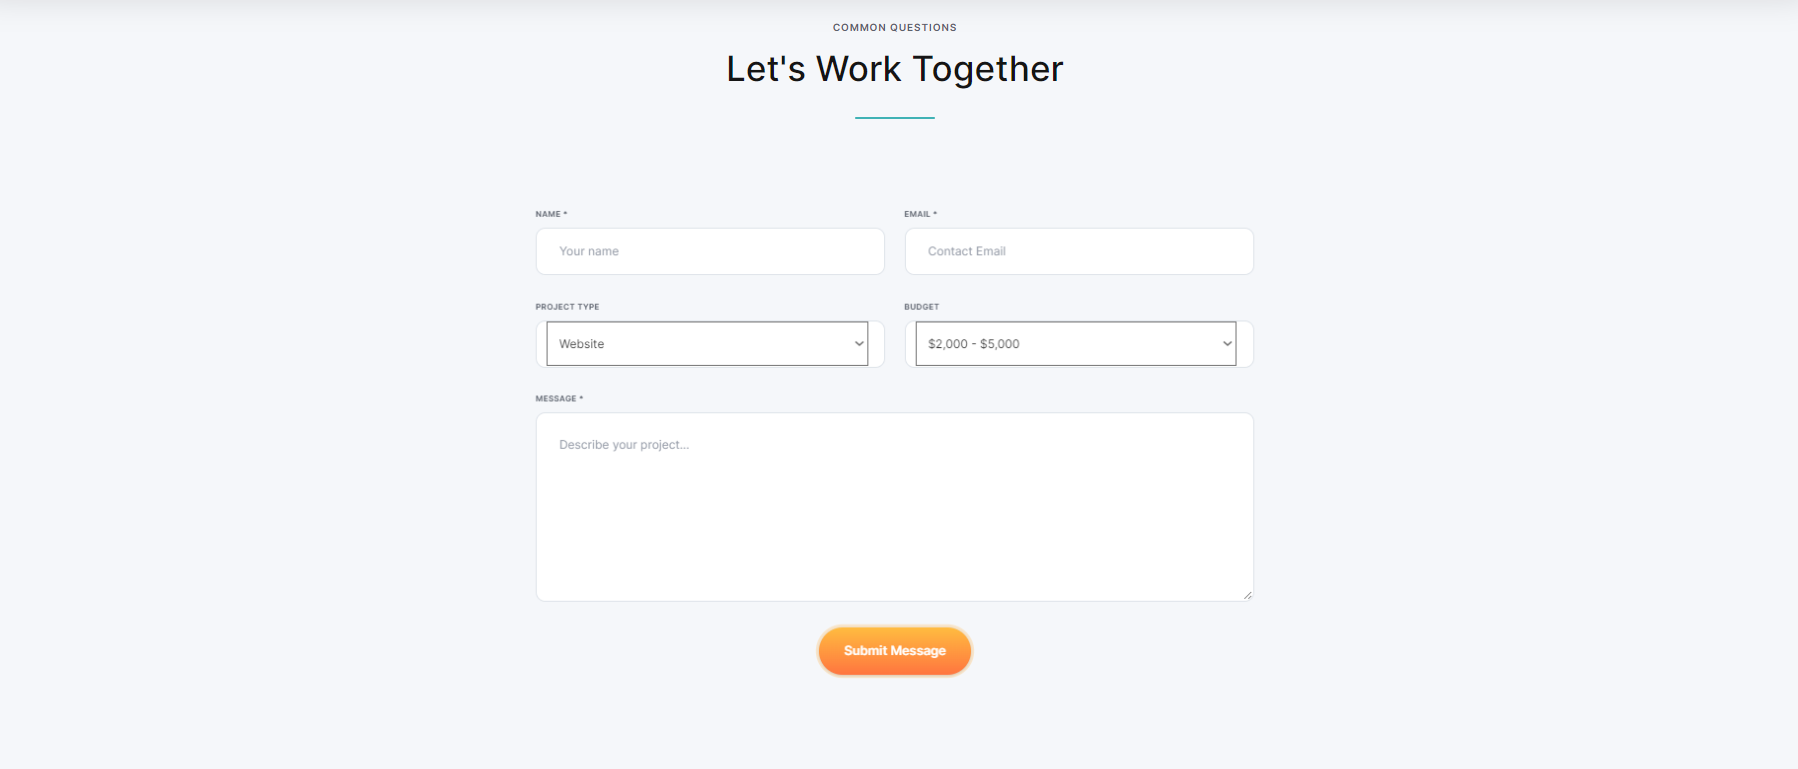 COMMON QUESTIONS
Let's Work Together
NAME *
EMAIL *
Your name
Contact Email
PROJECT TYPE
BUDGET
Website
$2,000 - $5,000
MESSAGE *
Describe your project...
Submit Message